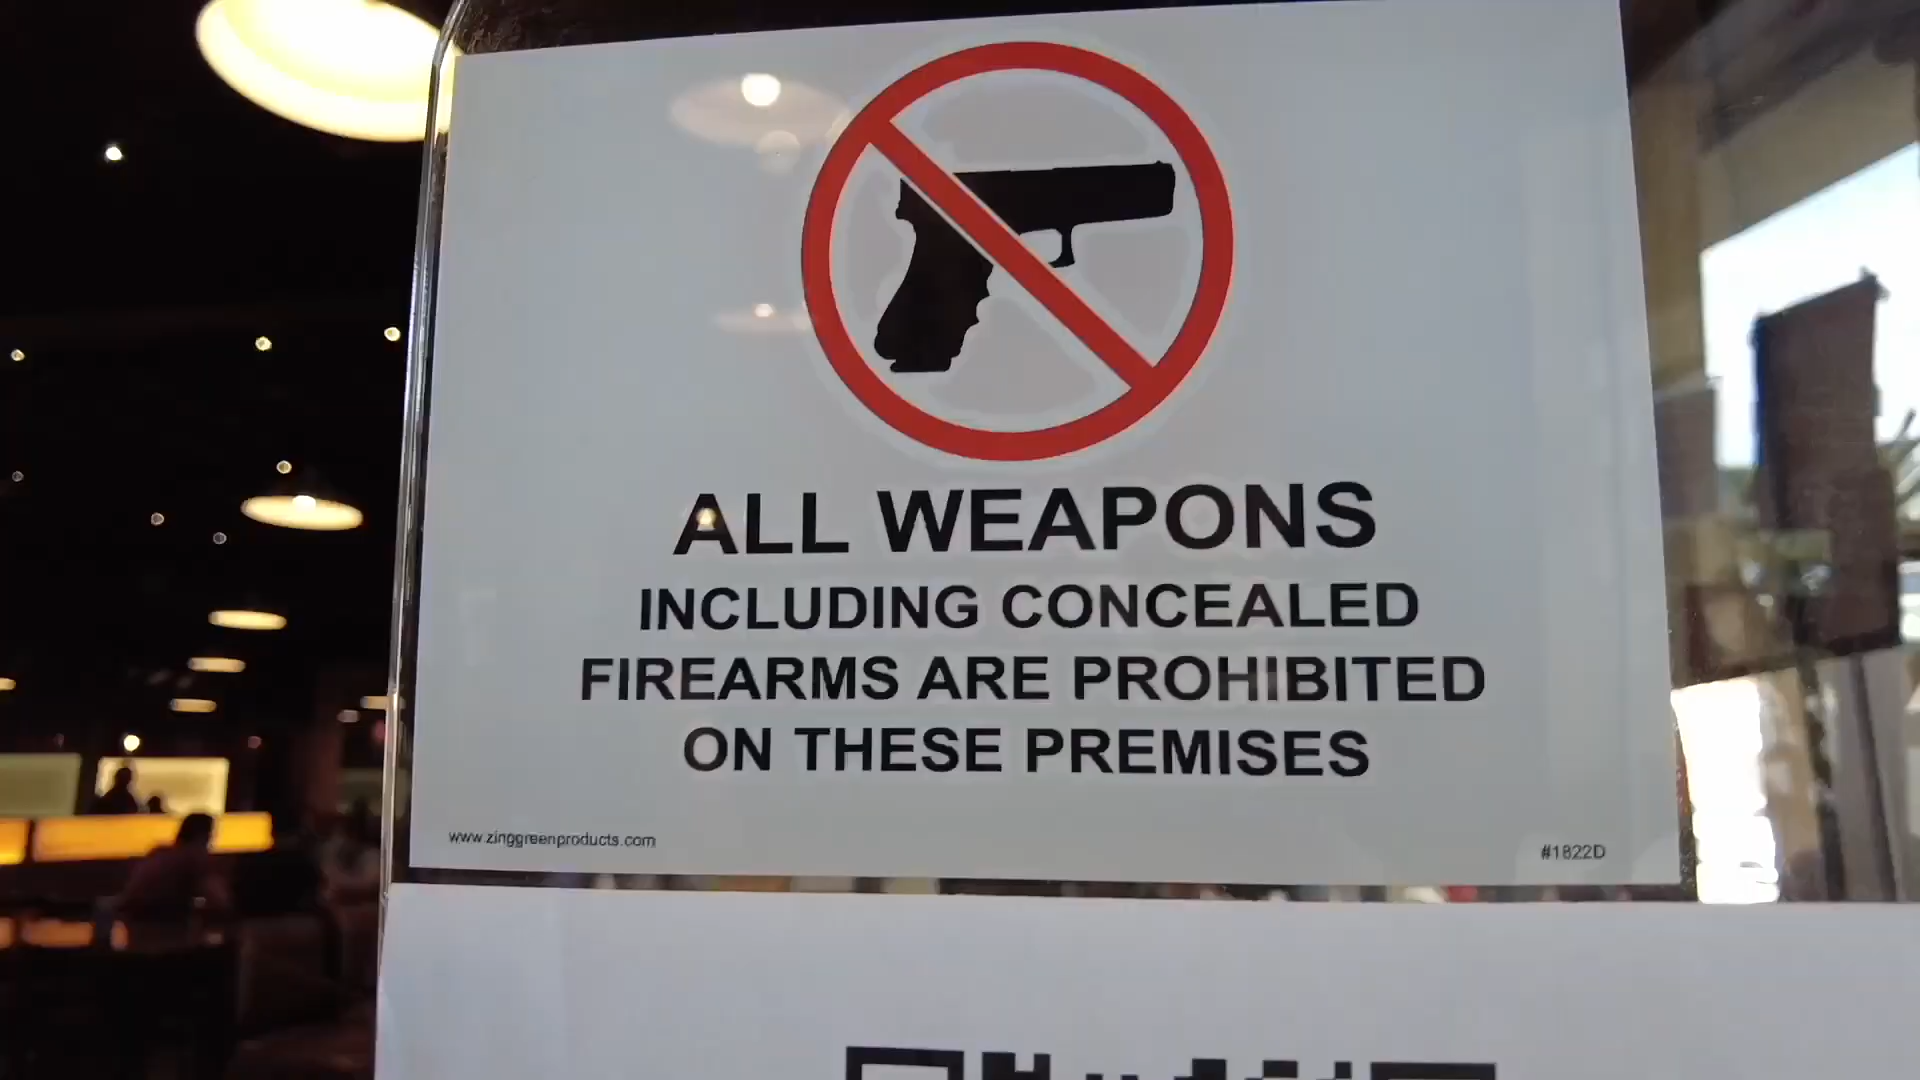 ALL WEAPONS
INCLUDING CONCEALED
FIREARMS ARE PROHIBITED
ON THESE PREMISES
www.zinggreenproducts.com
#1822D